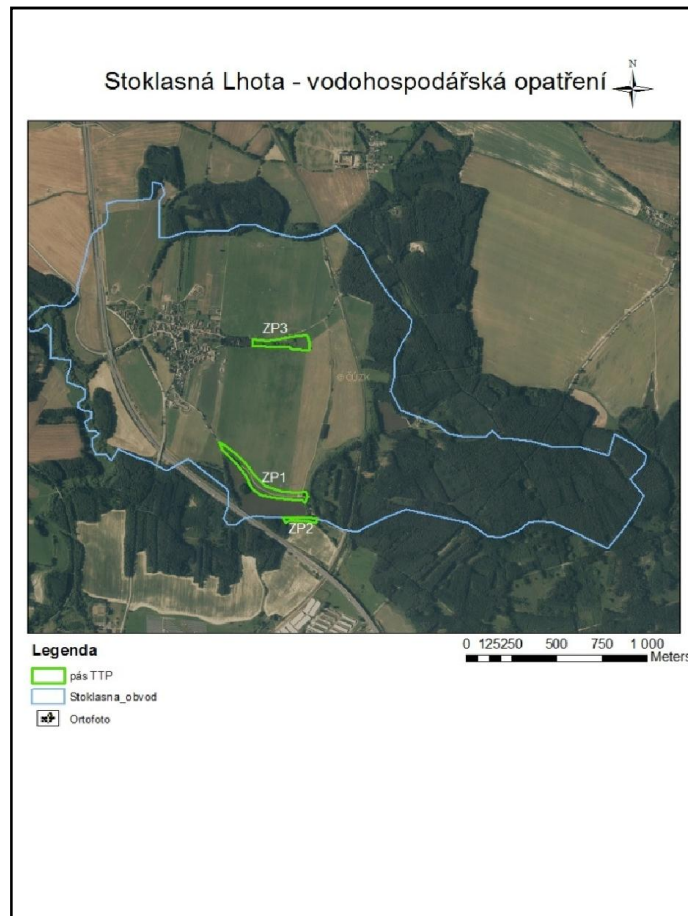 Stoklasná Lhota - vodohospodářská opatření
N
ZP3
ZP1
ZP2
Legenda
pás TTP
Stoklasna_obvod
Ortofoto
0 125250 500 750 1 000
Meters